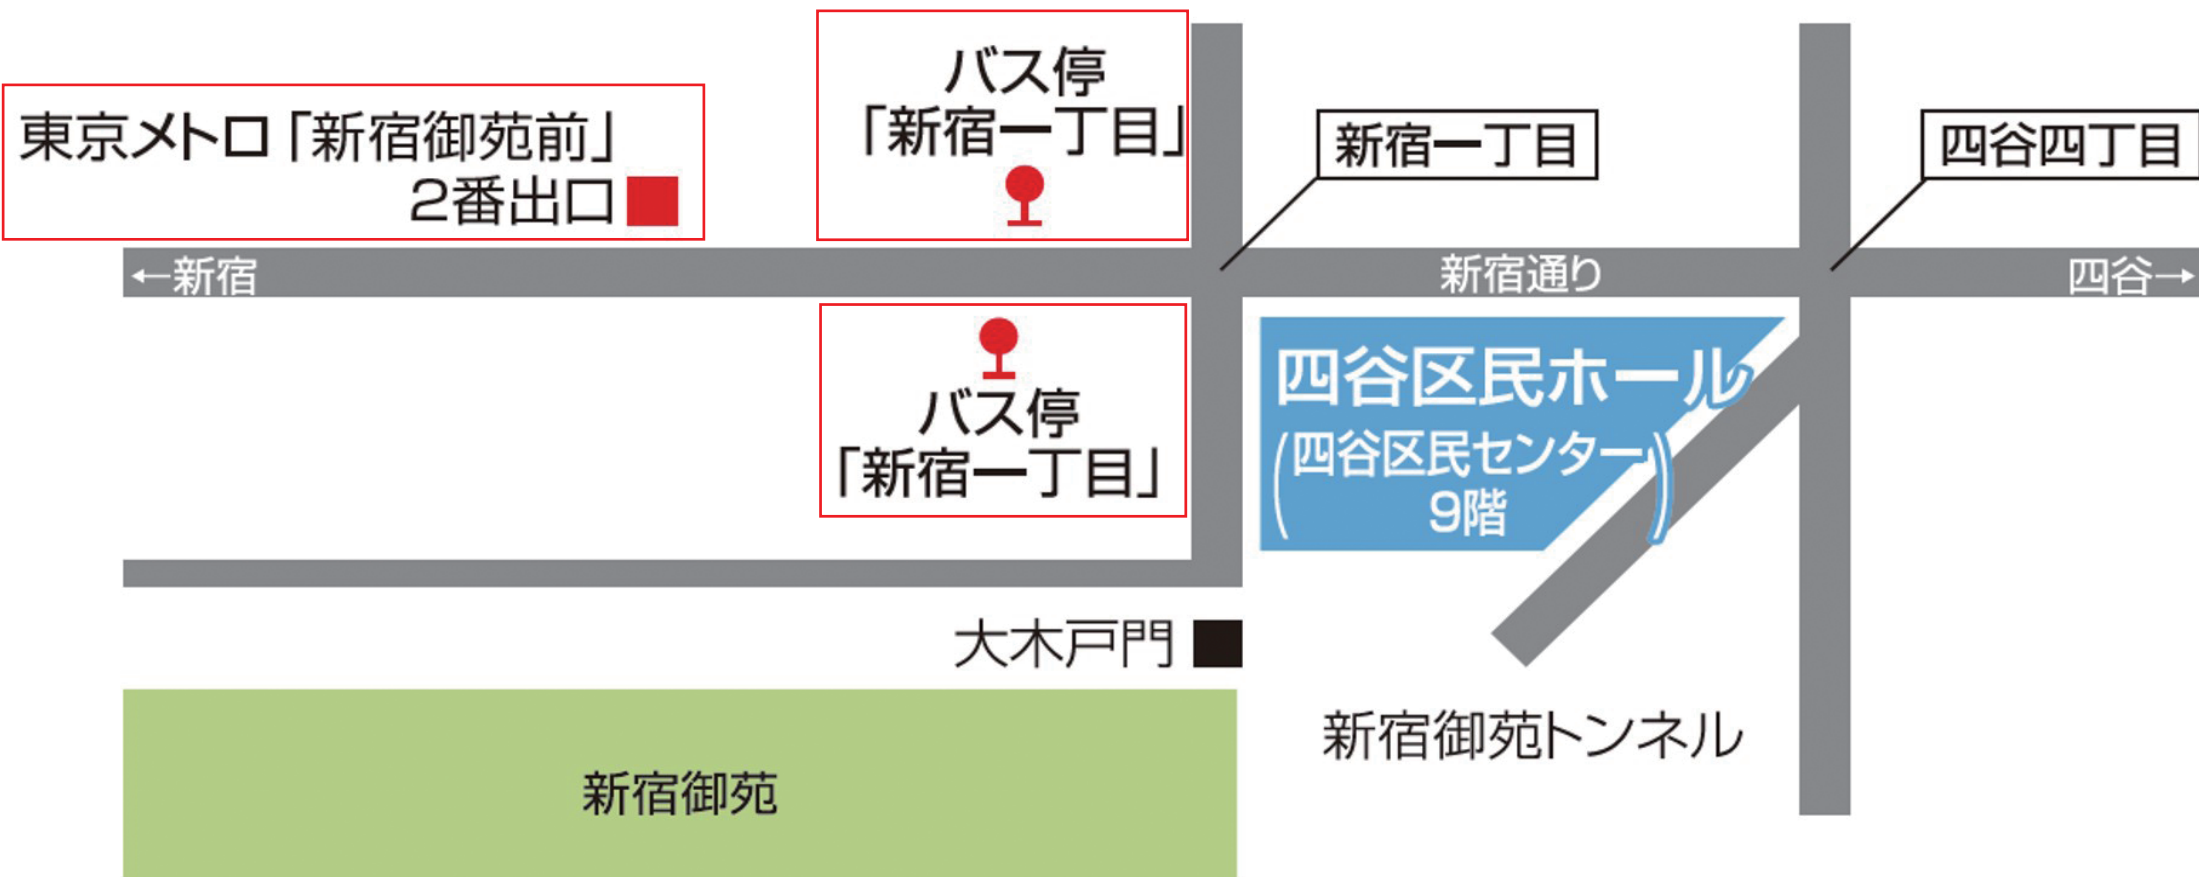 バス停
「新宿一丁目」
東京メトロ「新宿御苑前」
2番出口
新宿一丁目
四谷四丁目
←新宿
新宿通り
四谷→
バス停
「新宿一丁目」
四谷区民ホール
(四谷区民センター
9階)
大木戸門
新宿御苑トンネル
新宿御苑